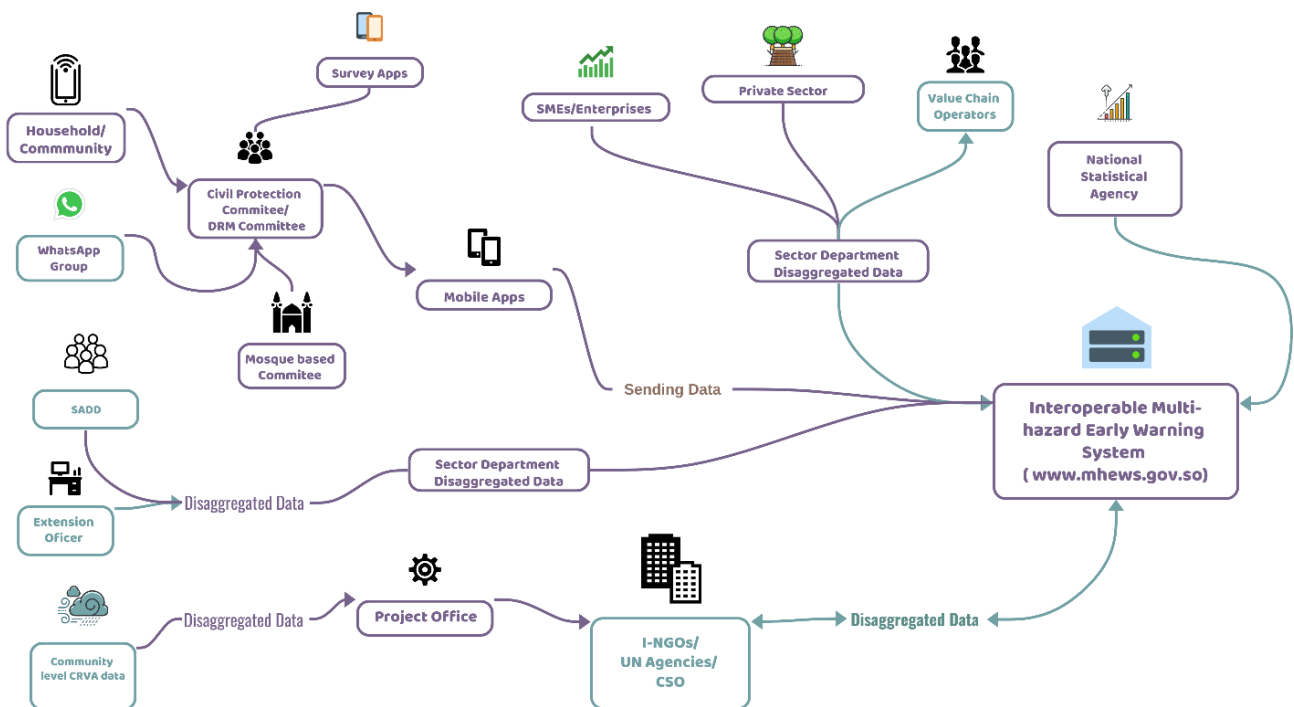 Survey Apps
Household/
Commmunity
SMEs/Enterprises
Private Sector
Value Chain
Operators
National
Statistical
Agency
Civil Protection
Commitee/
DRM Committee
WhatsApp
Group
Mobile Apps
Sector Department
Disaggregated Data
Mosque based
Commitee
Sending Data
SADD
Interoperable Multi-
hazard Early Warning
System
( www.mhews.gov.so)
Sector Department
Disaggregated Data
Disaggregated Data
Extension
Oficer
Disaggregated Data
Project Office
I-NGOs/
UN Agencies/
CSO
Disaggregated Data
Community
level CRVA data